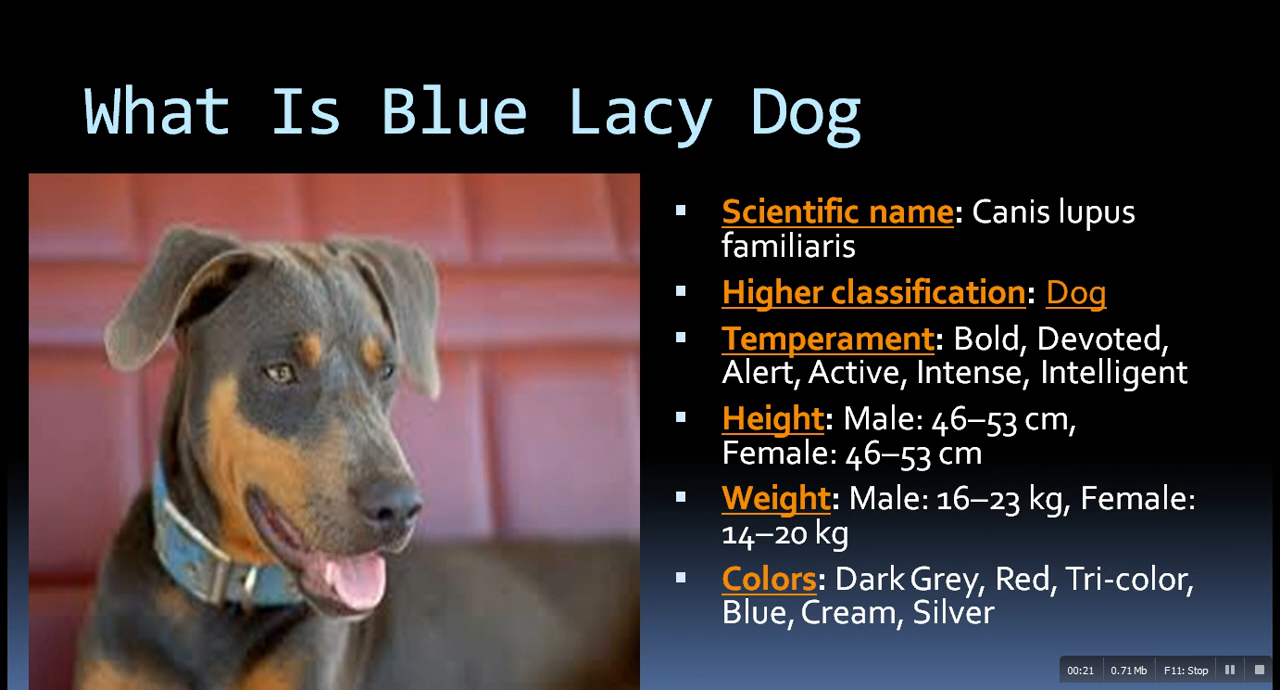 What Is Blue Lacy Dog
Scientific name: Canis lupus
familiaris
Higher classification: Dog
Temperament: Bold, Devoted,
Alert, Active, Intense, Intelligent
Height: Male: 46–53 cm,
Female: 46–53 cm
Weight: Male: 16–23 kg, Female:
14–20 kg
Colors: Dark Grey, Red, Tri-color,
Blue, Cream, Silver
00:21 0.71 Mb F11: Stop